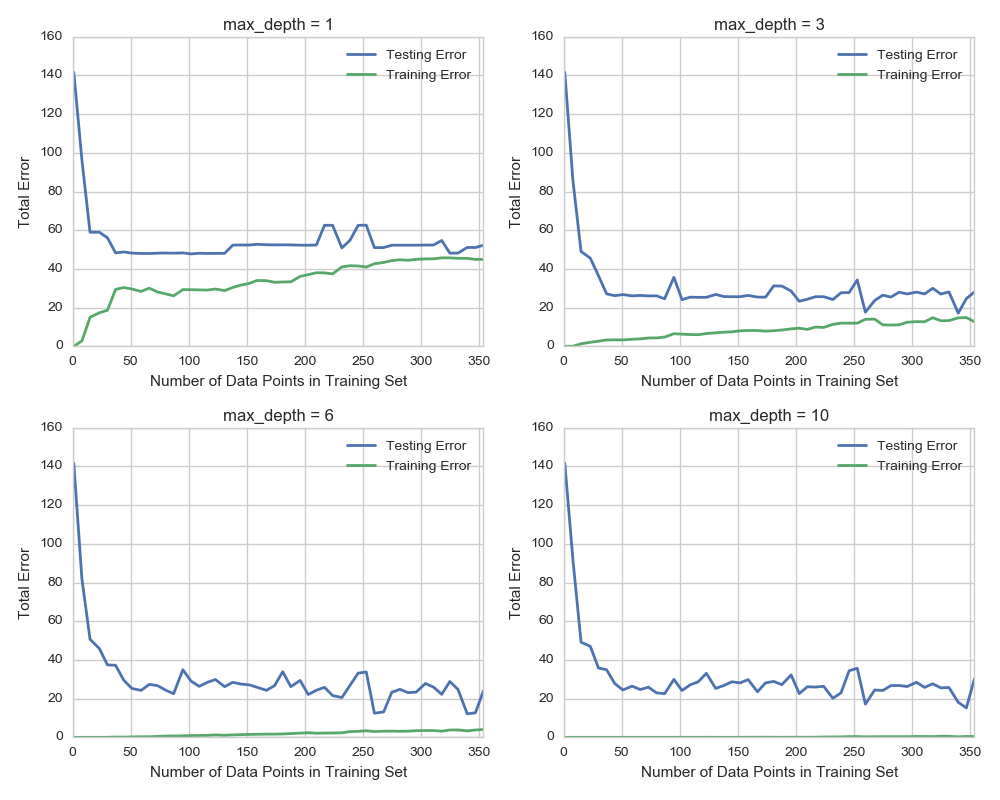 max_depth = 1
160
140
120
100
80
60
40
20
0
Total Error
Testing Error
Training Error
0 50 100 150 200 250 300 350
Number of Data Points in Training Set
max_depth = 3
160
140
120
100
80
60
40
20
0
Total Error
Testing Error
Training Error
0 50 100 150 200 250 300 350
Number of Data Points in Training Set
max_depth = 6
160
140
120
100
80
60
40
20
0
Total Error
Testing Error
Training Error
0 50 100 150 200 250 300 350
Number of Data Points in Training Set
max_depth = 10
160
140
120
100
80
60
40
20
0
Total Error
Testing Error
Training Error
0 50 100 150 200 250 300 350
Number of Data Points in Training Set